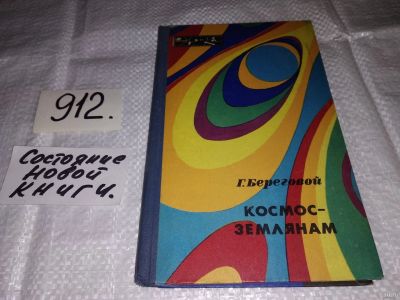 912.
Состояние
Новой
Книги.
Г. Береговой
КОСМОС–
ЗЕМЛЯНАМ